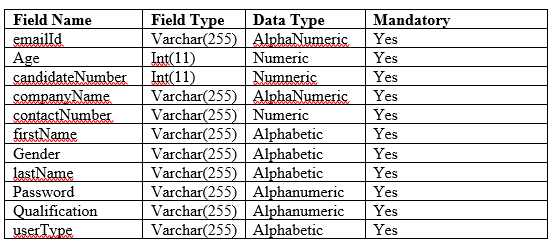 Field Name Field Type Data Type Mandatory
emailId Varchar(255) AlphaNumeric Yes
Age Int(11) Numeric Yes
candidateNumber Int(11) Numneric Yes
companyName Varchar(255) AlphaNumeric Yes
contactNumber Varchar(255) Numeric Yes
firstName Varchar(255) Alphabetic Yes
Gender Varchar(255) Alphabetic Yes
lastName Varchar(255) Alphabetic Yes
Password Varchar(255) Alphanumeric Yes
Qualification Varchar(255) Alphanumeric Yes
userType Varchar(255) Alphabetic Yes